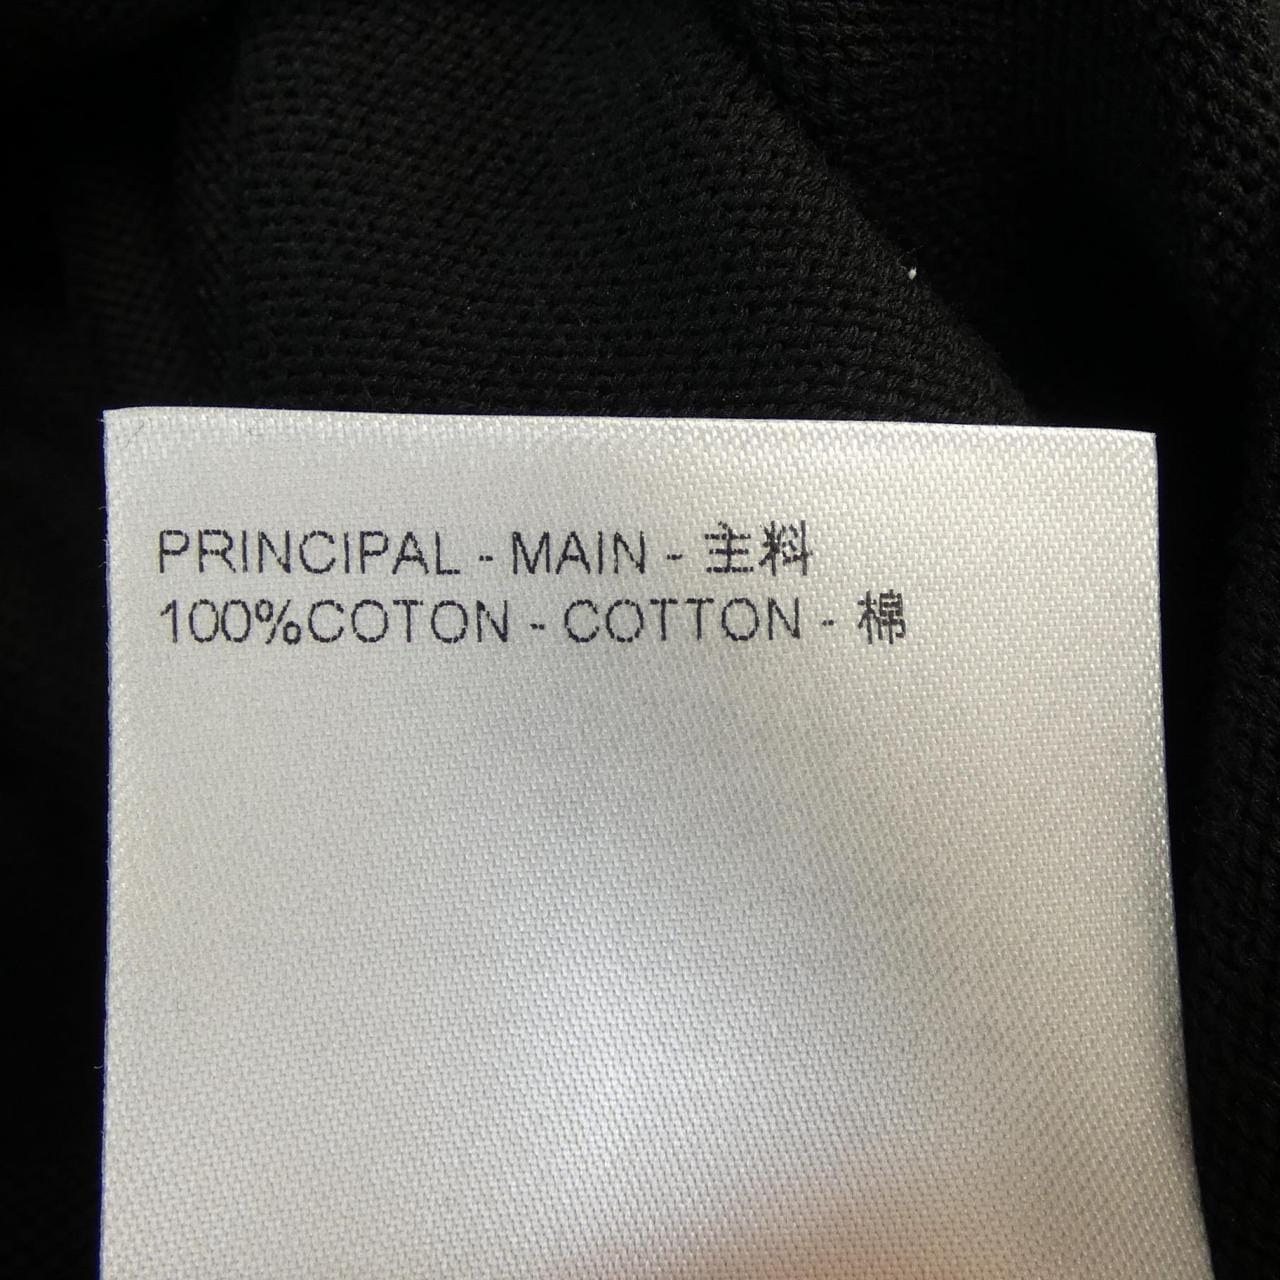 PRINCIPAL - MAIN - 主料
100%COTON - COTTON - 棉